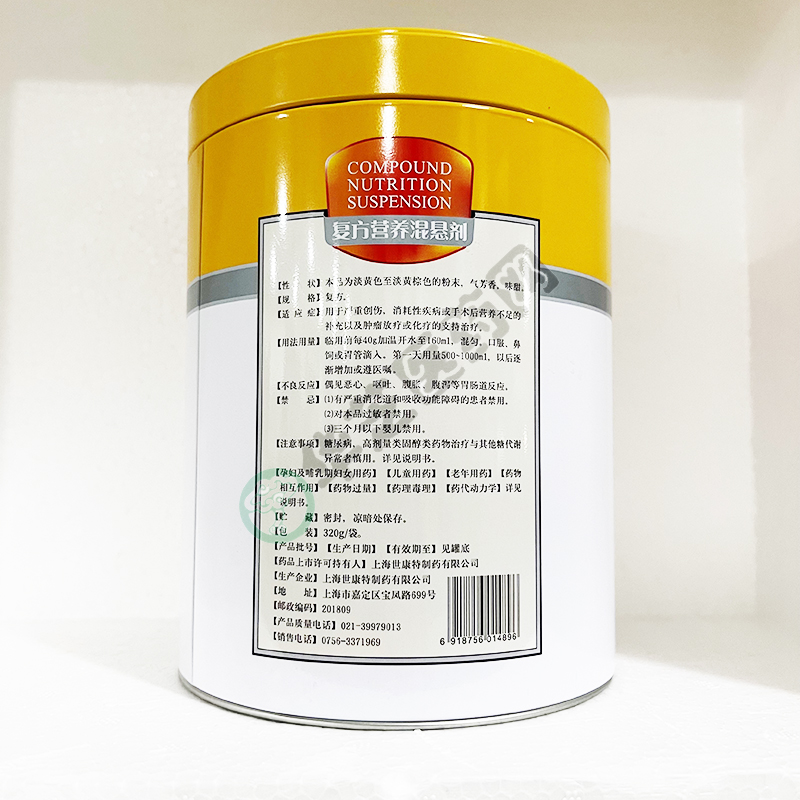 COMPOUND
NUTRITION
SUSPENSION
复方营养混悬剂
【性　　状】本品为淡黄色至淡黄棕色的粉末，气芳香，味甜。
【规　　格】复方。
【适 应 症】用于严重创伤、消耗性疾病或手术后营养不足的
补充以及肿瘤放疗或化疗的支持治疗。
【用法用量】临用前每40g加温开水至160ml，混匀，口服、鼻
饲或胃管滴入。第一天用量500~1000ml，以后逐
渐增加或遵医嘱。
【不良反应】偶见恶心、呕吐、腹胀、腹泻等胃肠道反应。
【禁　　忌】⑴有严重消化道和吸收功能障碍的患者禁用。
⑵对本品过敏者禁用。
⑶三个月以下婴儿禁用。
【注意事项】糖尿病、高剂量类固醇类药物治疗与其他糖代谢
异常者慎用。详见说明书。
【孕妇及哺乳期妇女用药】【儿童用药】【老年用药】【药物
相互作用】【药物过量】【药理毒理】【药代动力学】详见
说明书。
【贮　　藏】密封，凉暗处保存。
【包　　装】320g/袋。
【产品批号】【生产日期】【有效期至】见罐底
【药品上市许可持有人】上海世康特制药有限公司
【生产企业】上海世康特制药有限公司
【地　　址】上海市嘉定区宝凤路699号
【邮政编码】201809
【产品质量电话】021-39979013
【销售电话】0756-3371969
6 918756 014896